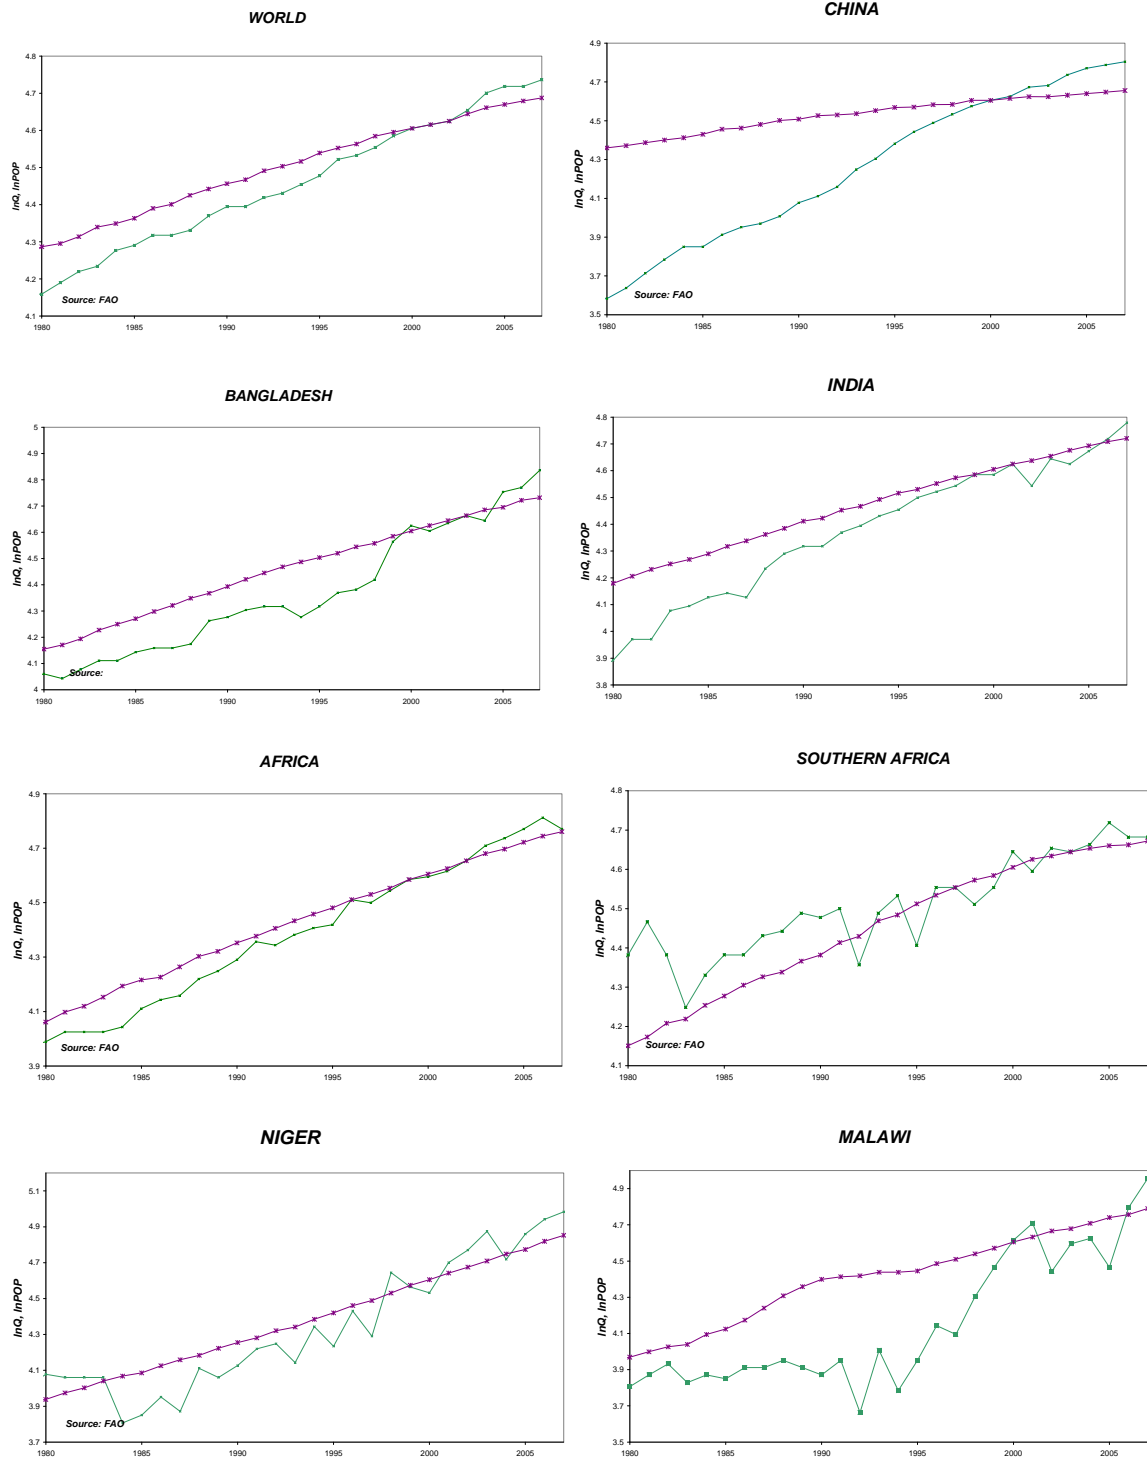 WORLD
4.8
4.7
4.6
4.5
4.4
4.3
4.2
4.1
lnQ, lnPOP
Source: FAO
1980 1985 1990 1995 2000 2005
CHINA
4.9
4.7
4.5
4.3
4.1
3.9
3.7
3.5
lnQ, lnPOP
Source: FAO
1980 1985 1990 1995 2000 2005
BANGLADESH
5
4.9
4.8
4.7
4.6
4.5
4.4
4.3
4.2
4.1
4
lnQ, lnPOP
Source:
1980 1985 1990 1995 2000 2005
INDIA
4.8
4.7
4.6
4.5
4.4
4.3
4.2
4.1
4
3.9
3.8
lnQ, lnPOP
1980 1985 1990 1995 2000 2005
AFRICA
4.9
4.7
4.5
4.3
4.1
3.9
lnQ, lnPOP
Source: FAO
1980 1985 1990 1995 2000 2005
SOUTHERN AFRICA
4.8
4.7
4.6
4.5
4.4
4.3
4.2
4.1
lnQ, lnPOP
Source: FAO
1980 1985 1990 1995 2000 2005
NIGER
5.1
4.9
4.7
4.5
4.3
4.1
3.9
3.7
lnQ, lnPOP
Source: FAO
1980 1985 1990 1995 2000 2005
MALAWI
4.9
4.7
4.5
4.3
4.1
3.9
3.7
3.5
lnQ, lnPOP
1980 1985 1990 1995 2000 2005